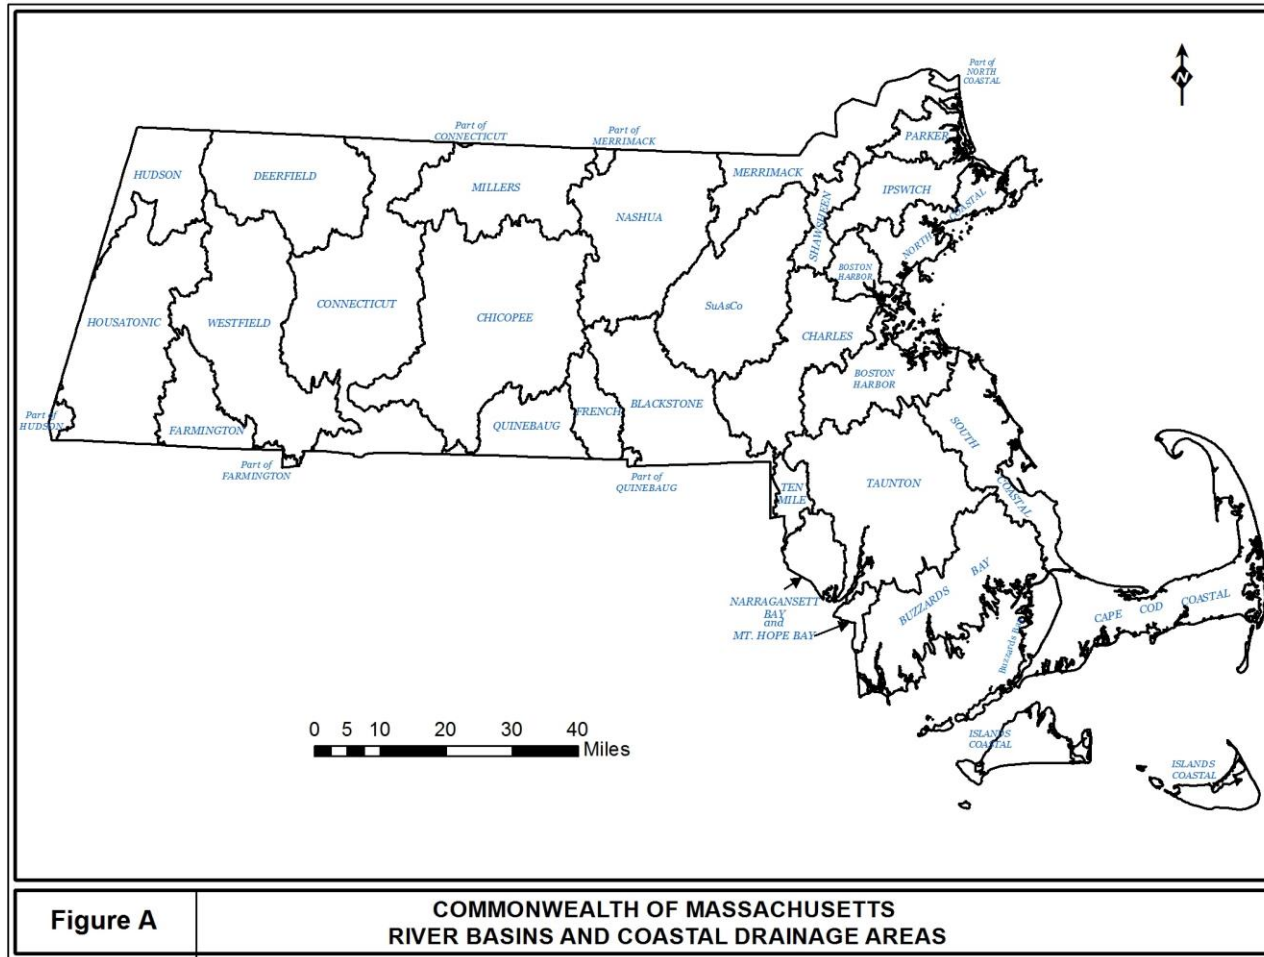 Part of
NORTH
COASTAL
N
Part of
CONNECTICUT
Part of
MERRIMACK
PARKER
HUDSON
DEERFIELD
MERRIMACK
MILLERS
IPSWICH
NASHUA
SHAWSHEEN
NORTH COASTAL
BOSTON
HARBOR
HOUSATONIC
WESTFIELD
CONNECTICUT
CHICOPEE
SuAsCo
CHARLES
BOSTON
HARBOR
Part of
HUDSON
FARMINGTON
QUINEBAUG
FRENCH
BLACKSTONE
SOUTH
COASTAL
Part of
FARMINGTON
Part of
QUINEBAUG
TEN
MILE
TAUNTON
NARRAGANSETT
BAY
and
MT. HOPE BAY
BUZZARDS BAY
Buzzards Bay
CAPE COD COASTAL
ISLANDS
COASTAL
ISLANDS
COASTAL
0 5 10 20 30 40
Miles
Figure A
COMMONWEALTH OF MASSACHUSETTS
RIVER BASINS AND COASTAL DRAINAGE AREAS